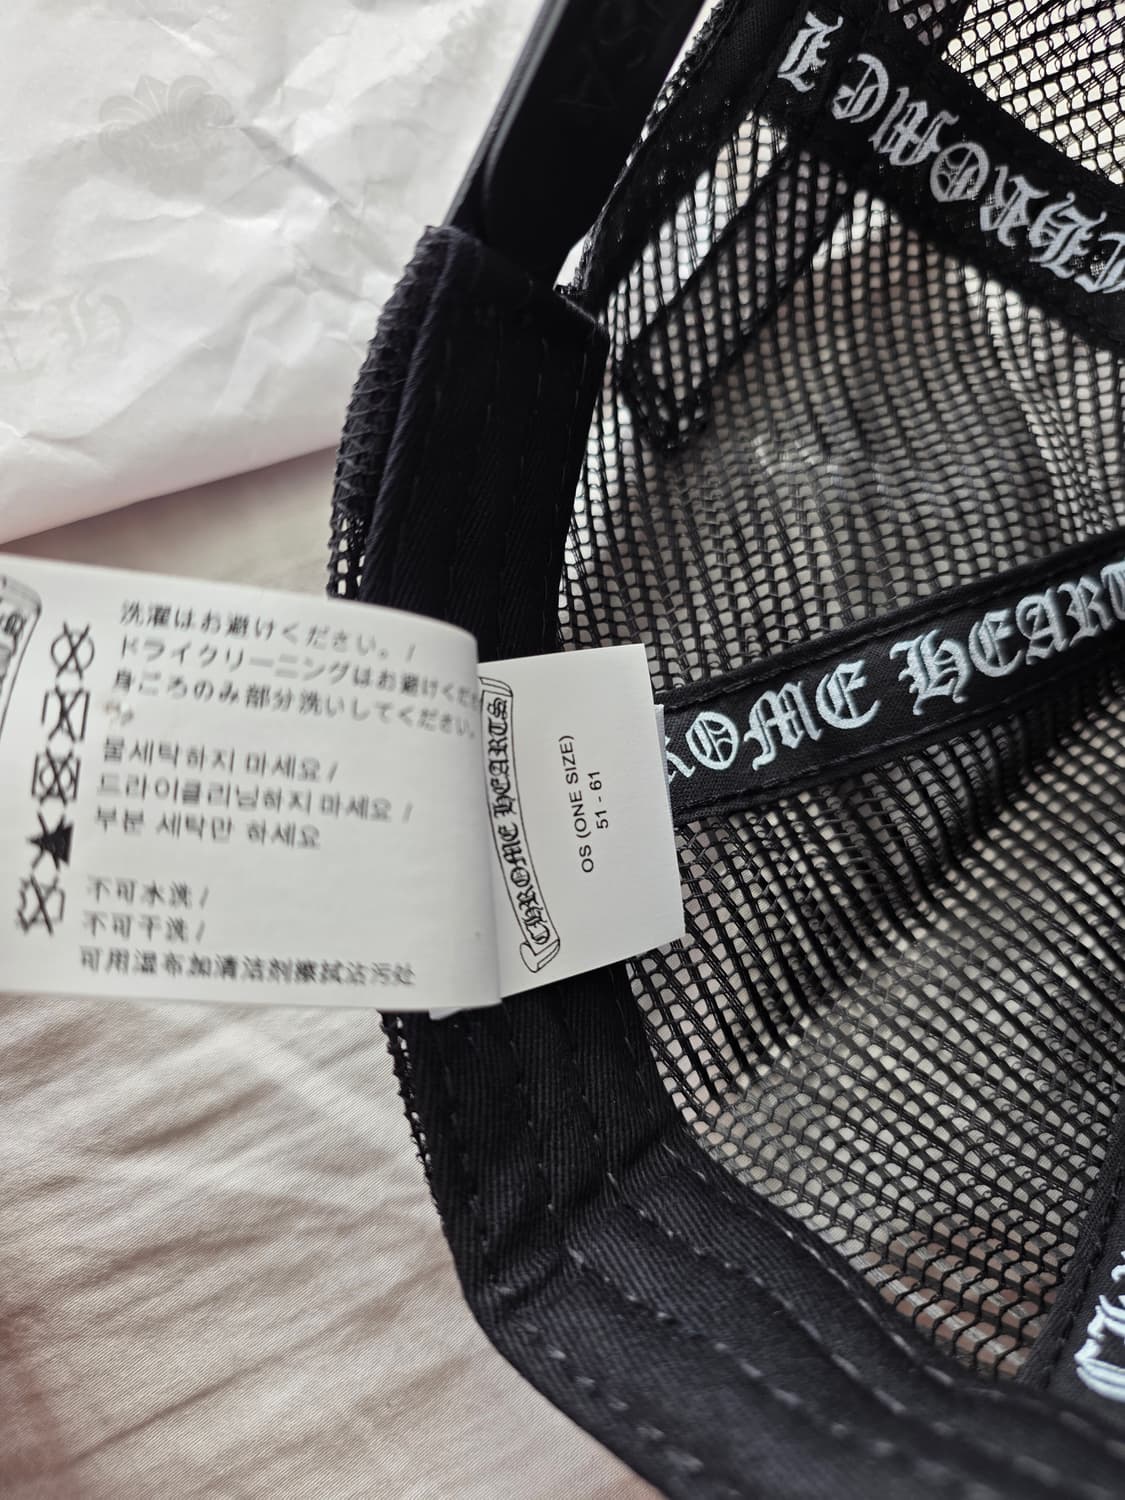 洗濯はお避けください。/
ドライクリーニングはお避けくださ
身ごろのみ部分洗いしてください。
물세탁하지 마세요 /
드라이클리닝하지 마세요 /
부분 세탁만 하세요
不可水洗 /
不可干洗 /
可用湿布加清洁剂擦拭沾污处
CHROME HEARTS
OS (ONE SIZE)
51 - 61
CHROME E
ROME HEART